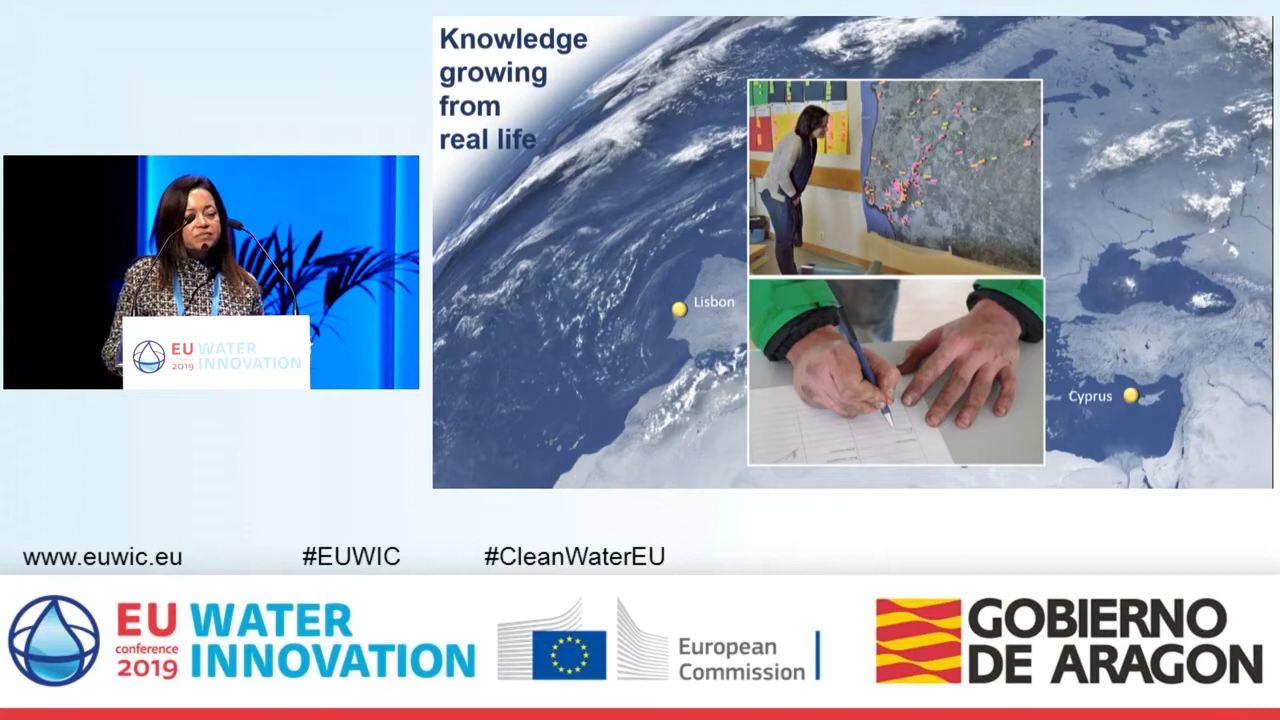 Knowledge
growing
from
real life
Lisbon
Cyprus
EU WATER
conference
2019 INNOVATION
www.euwic.eu
#EUWIC
#CleanWaterEU
EU WATER
conference
2019 INNOVATION
European
Commission
GOBIERNO
DE ARAGON